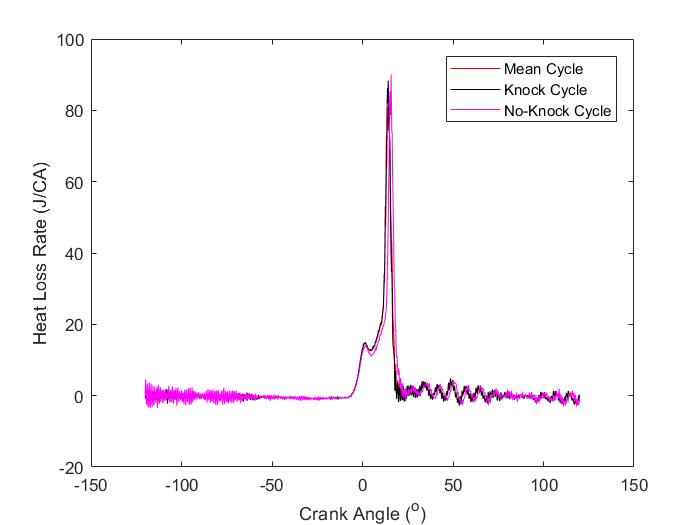 100
80
60
40
20
0
-20
Heat Loss Rate (J/CA)
Mean Cycle
Knock Cycle
No-Knock Cycle
-150 -100 -50 0 50 100 150
Crank Angle (º)